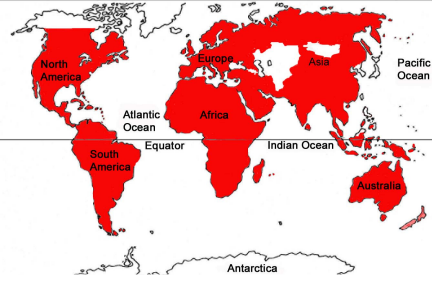 North
America
Europe
Asia
Pacific
Ocean
Atlantic
Ocean
Africa
Equator
Indian Ocean
South
America
Australia
Antarctica